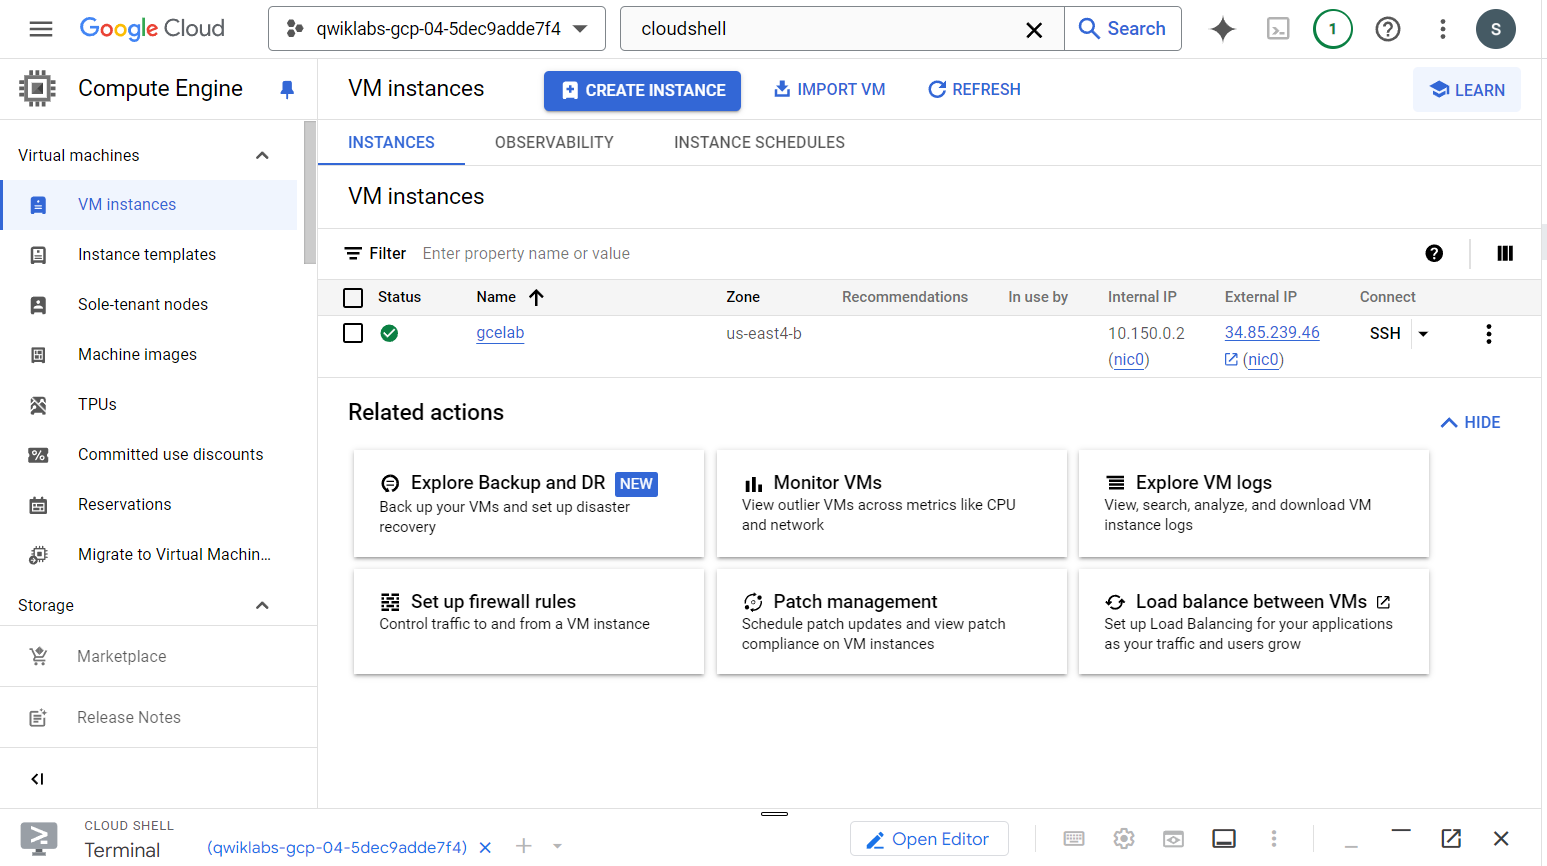 Google Cloud
qwiklabs-gcp-04-5dec9adde7f4
cloudshell
Search
1
S
Compute Engine
VM instances
CREATE INSTANCE
IMPORT VM
REFRESH
LEARN
Virtual machines
VM instances
Instance templates
Sole-tenant nodes
Machine images
TPUs
Committed use discounts
Reservations
Migrate to Virtual Machin...
Storage
Marketplace
Release Notes
INSTANCES
OBSERVABILITY
INSTANCE SCHEDULES
VM instances
Filter Enter property name or value
Status Name Zone Recommendations In use by Internal IP External IP Connect
gcelab us-east4-b 10.150.0.2 34.85.239.46 SSH
(nic0) (nic0)
Related actions
HIDE
Explore Backup and DR NEW
Back up your VMs and set up disaster
recovery
Monitor VMs
View outlier VMs across metrics like CPU
and network
Explore VM logs
View, search, analyze, and download VM
instance logs
Set up firewall rules
Control traffic to and from a VM instance
Patch management
Schedule patch updates and view patch
compliance on VM instances
Load balance between VMs
Set up Load Balancing for your applications
as your traffic and users grow
CLOUD SHELL
Terminal
(qwiklabs-gcp-04-5dec9adde7f4)
Open Editor